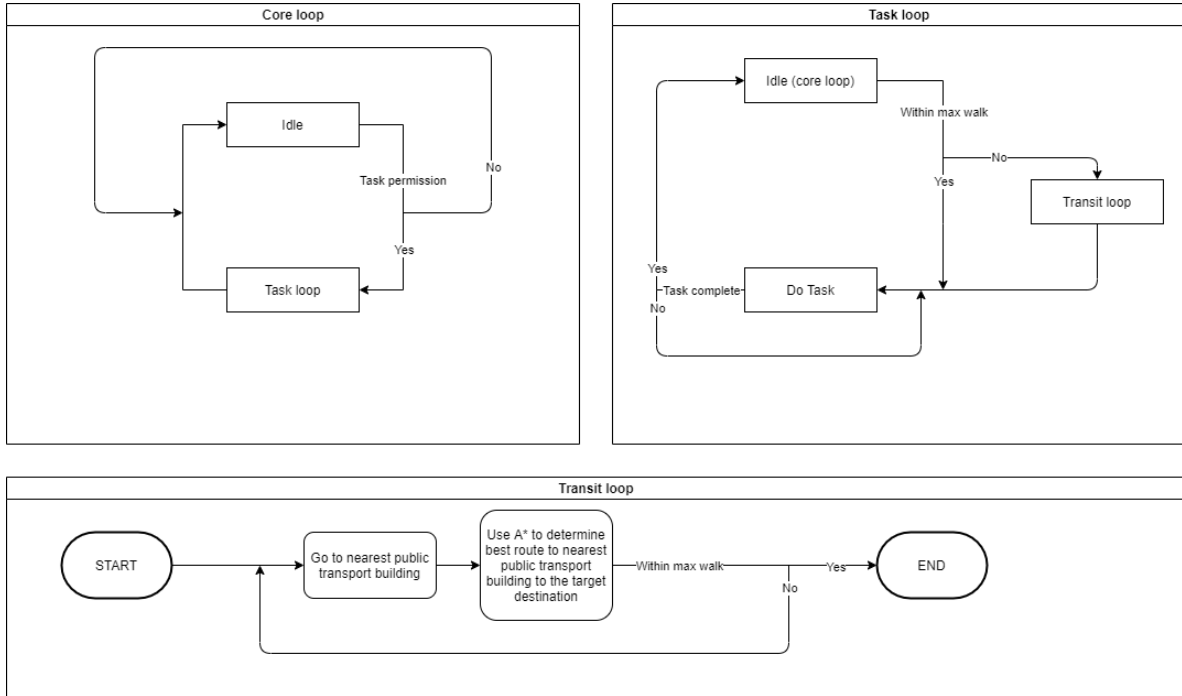 Core loop
Idle
No
Task permission
Yes
Task loop
Task loop
Idle (core loop)
Within max walk
No
Yes
Transit loop
Yes
Task complete
Do Task
No
Transit loop
START
Go to nearest public
transport building
Use A* to determine
best route to nearest
public transport
building to the target
destination
Within max walk
Yes
No
END